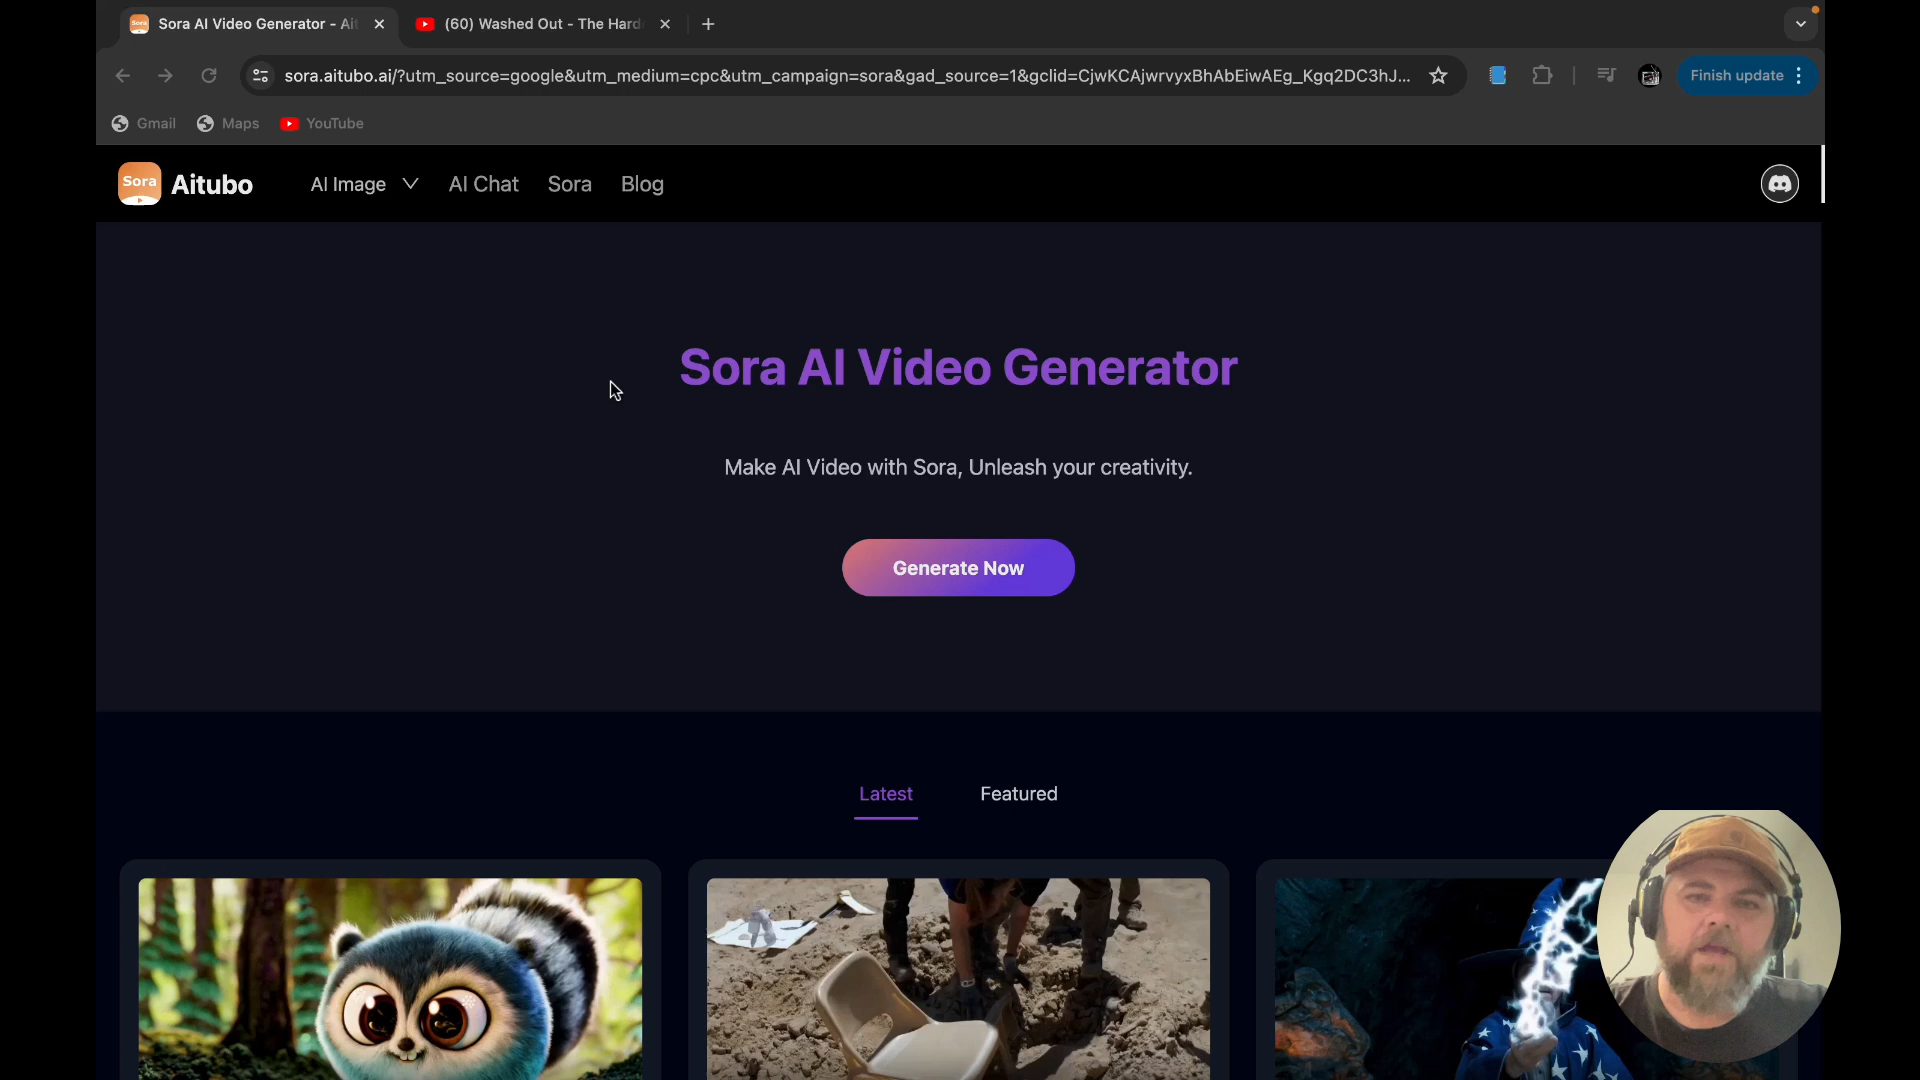 Sora AI Video Generator - Ait
(60) Washed Out - The Hard
sora.aitubo.ai/?utm_source=google&utm_medium=cpc&utm_campaign=sora&gad_source=1&gclid=CjwKCAjwrvyxBhAbEiwAEg_Kgq2DC3hJ...
Finish update
Gmail
Maps
YouTube
Sora
Aitubo
AI Image
AI Chat
Sora
Blog
Sora AI Video Generator
Make AI Video with Sora, Unleash your creativity.
Generate Now
Latest
Featured